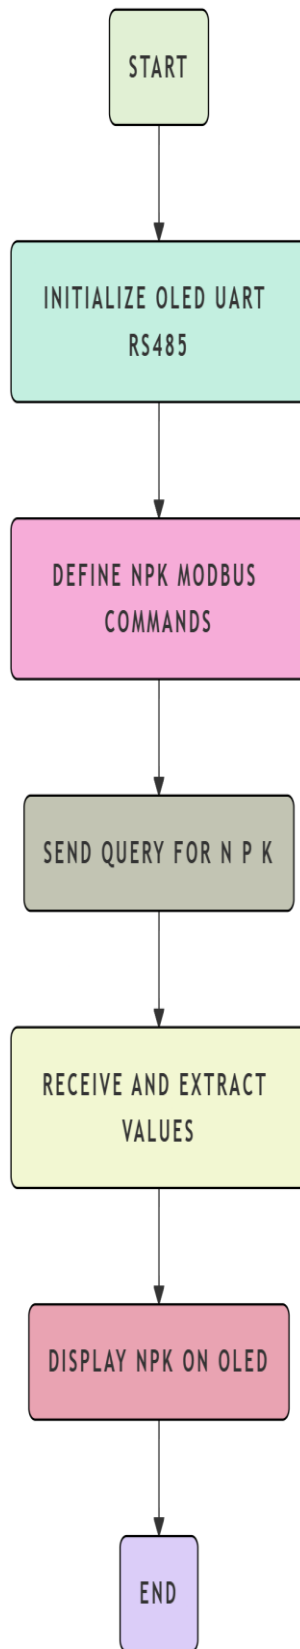 START
INITIALIZE OLED UART
RS485
DEFINE NPK MODBUS
COMMANDS
SEND QUERY FOR N P K
RECEIVE AND EXTRACT
VALUES
DISPLAY NPK ON OLED
END